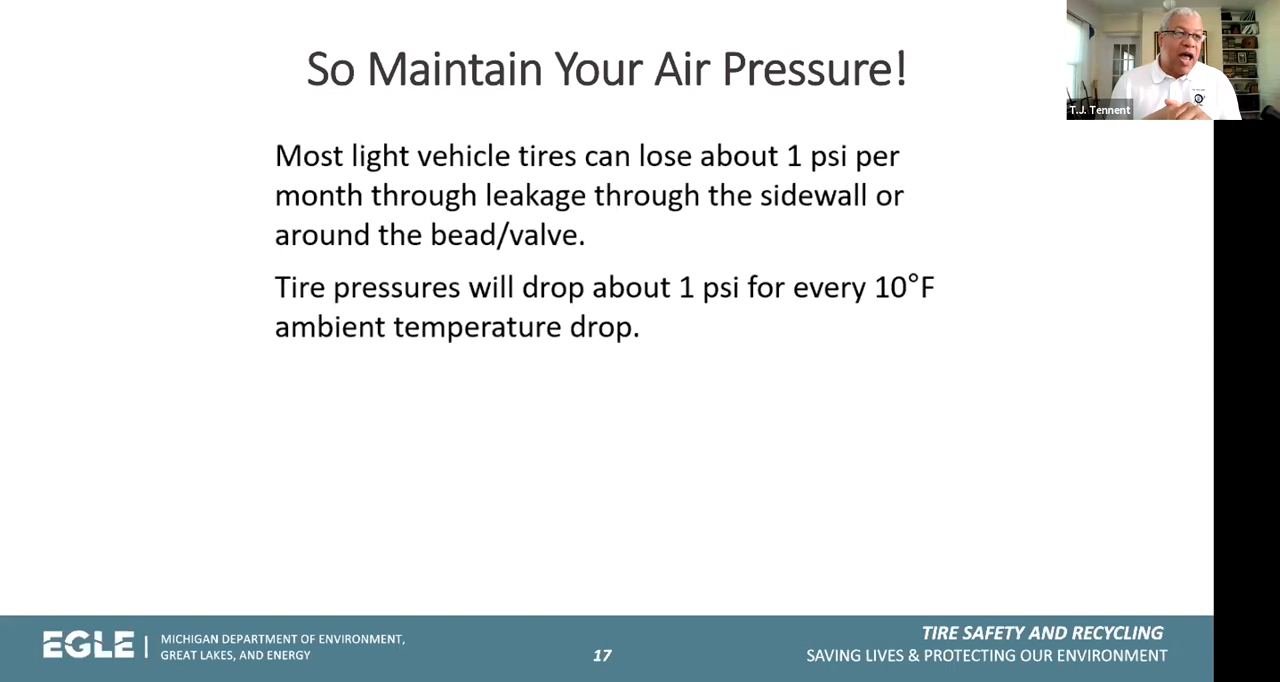 So Maintain Your Air Pressure!
T.J. Tennent
Most light vehicle tires can lose about 1 psi per
month through leakage through the sidewall or
around the bead/valve.
Tire pressures will drop about 1 psi for every 10°F
ambient temperature drop.
EGLE
MICHIGAN DEPARTMENT OF ENVIRONMENT,
GREAT LAKES, AND ENERGY
17
TIRE SAFETY AND RECYCLING
SAVING LIVES & PROTECTING OUR ENVIRONMENT